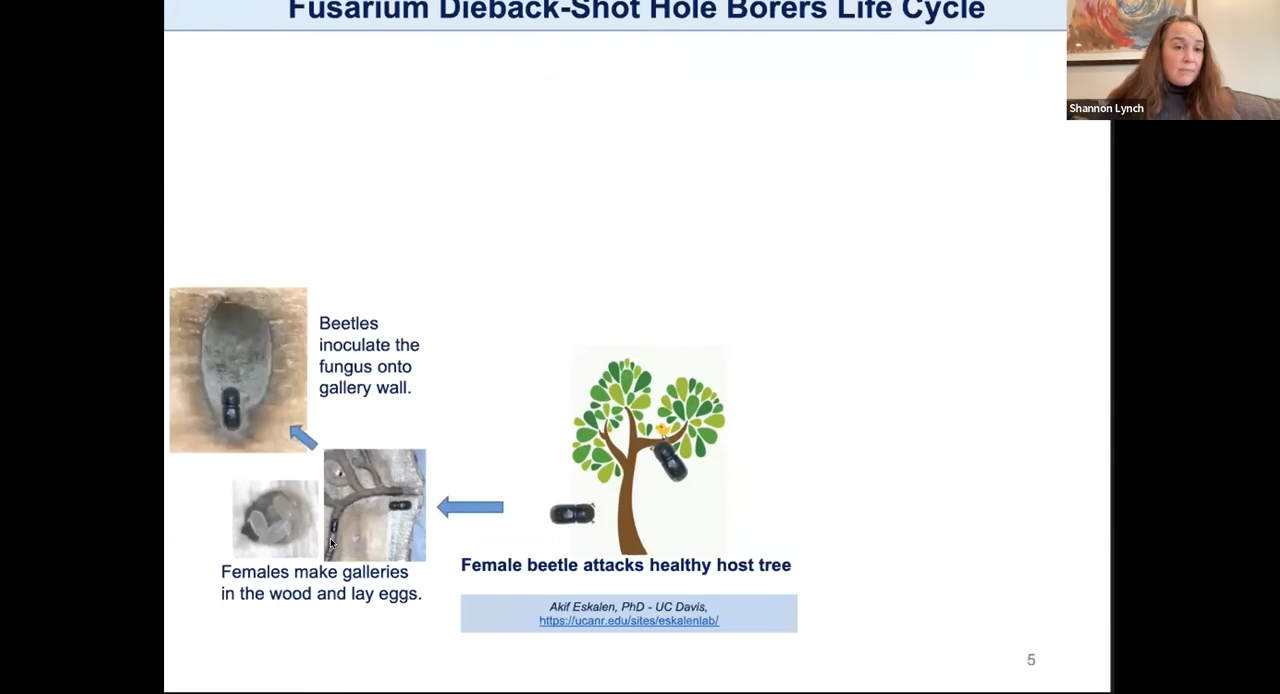 Fusarium Dieback-Shot Hole Borers Life Cycle
Shannon Lynch
Beetles
inoculate the
fungus onto
gallery wall.
Females make galleries
in the wood and lay eggs.
Female beetle attacks healthy host tree
Akif Eskalen, PhD - UC Davis,
https://ucanr.edu/sites/eskalenlab/
5